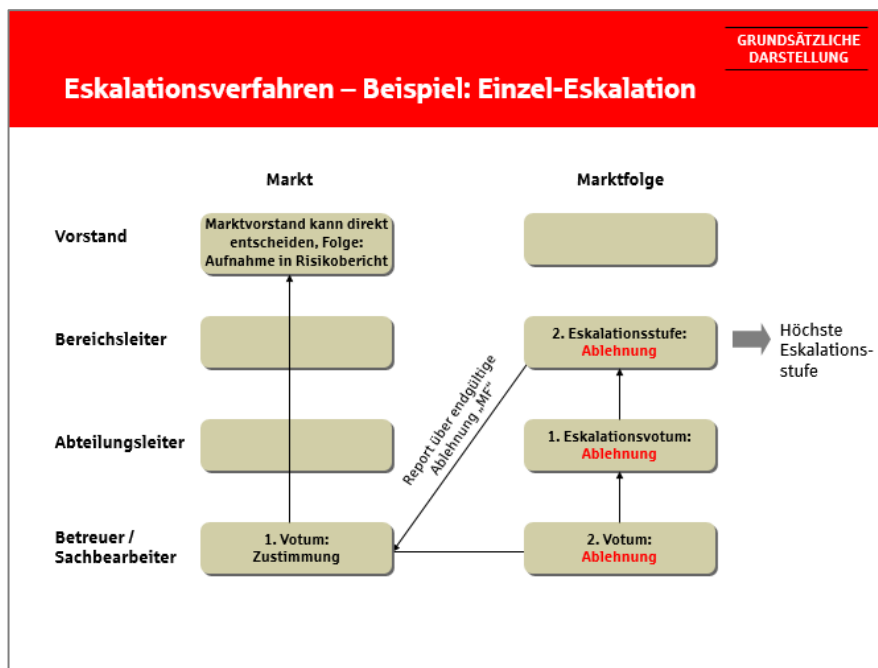 GRUNDSÄTZLICHE
DARSTELLUNG
Eskalationsverfahren – Beispiel: Einzel-Eskalation
Markt
Marktfolge
Vorstand
Marktvorstand kann direkt
entscheiden, Folge:
Aufnahme in Risikobericht
Bereichsleiter
2. Eskalationsstufe:
Ablehnung
Höchste
Eskalations-
stufe
Report über endgültige
Ablehnung „MF“
Abteilungsleiter
1. Eskalationsvotum:
Ablehnung
Betreuer /
Sachbearbeiter
1. Votum:
Zustimmung
2. Votum:
Ablehnung